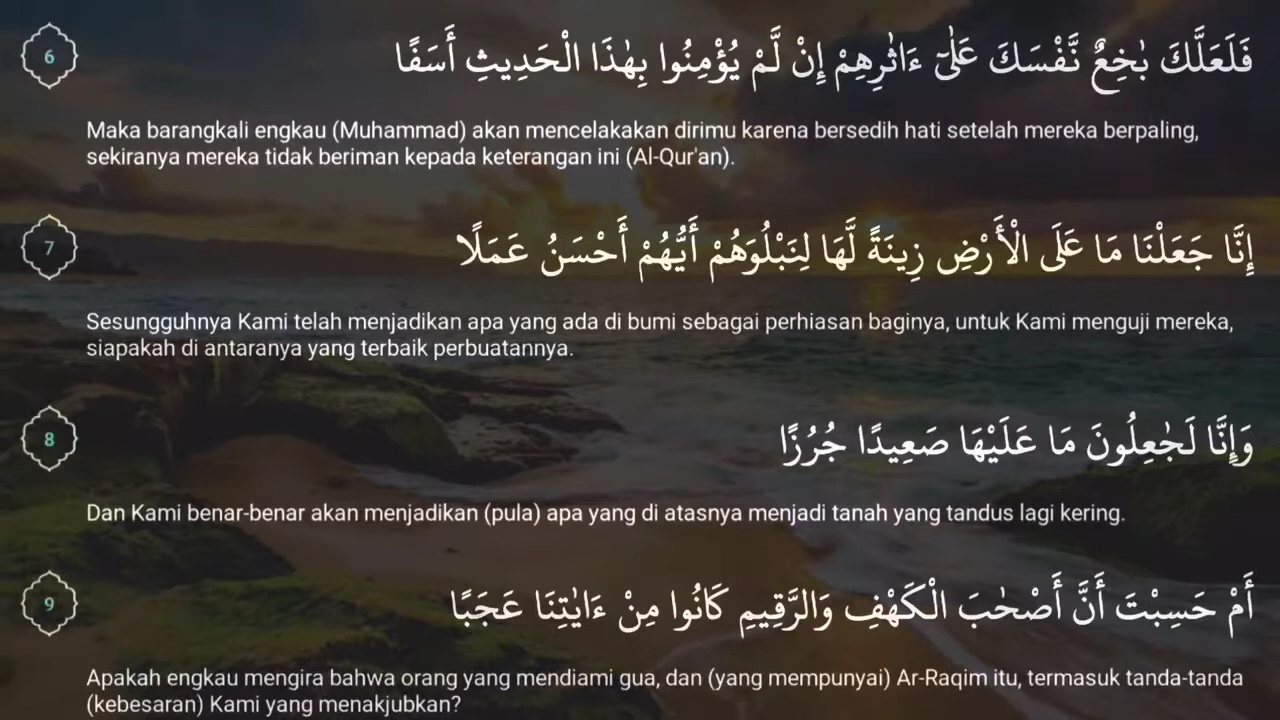 6
فَلَعَلَّكَ بَٰخِعٌ نَّفْسَكَ عَلَىٰٓ ءَاثَٰرِهِمْ إِن لَّمْ يُؤْمِنُوا بِهَٰذَا الْحَدِيثِ أَسَفًا
Maka barangkali engkau (Muhammad) akan mencelakakan dirimu karena bersedih hati setelah mereka berpaling,
sekiranya mereka tidak beriman kepada keterangan ini (Al-Qur'an).
7
إِنَّا جَعَلْنَا مَا عَلَى الْأَرْضِ زِينَةً لَّهَا لِنَبْلُوَهُمْ أَيُّهُمْ أَحْسَنُ عَمَلًا
Sesungguhnya Kami telah menjadikan apa yang ada di bumi sebagai perhiasan baginya, untuk Kami menguji mereka,
siapakah di antaranya yang terbaik perbuatannya.
8
وَإِنَّا لَجَٰعِلُونَ مَا عَلَيْهَا صَعِيدًا جُرُزًا
Dan Kami benar-benar akan menjadikan (pula) apa yang di atasnya menjadi tanah yang tandus lagi kering.
9
أَمْ حَسِبْتَ أَنَّ أَصْحَٰبَ الْكَهْفِ وَالرَّقِيمِ كَانُوا مِنْ ءَايَٰتِنَا عَجَبًا
Apakah engkau mengira bahwa orang yang mendiami gua, dan (yang mempunyai) Ar-Raqim itu, termasuk tanda-tanda
(kebesaran) Kami yang menakjubkan?